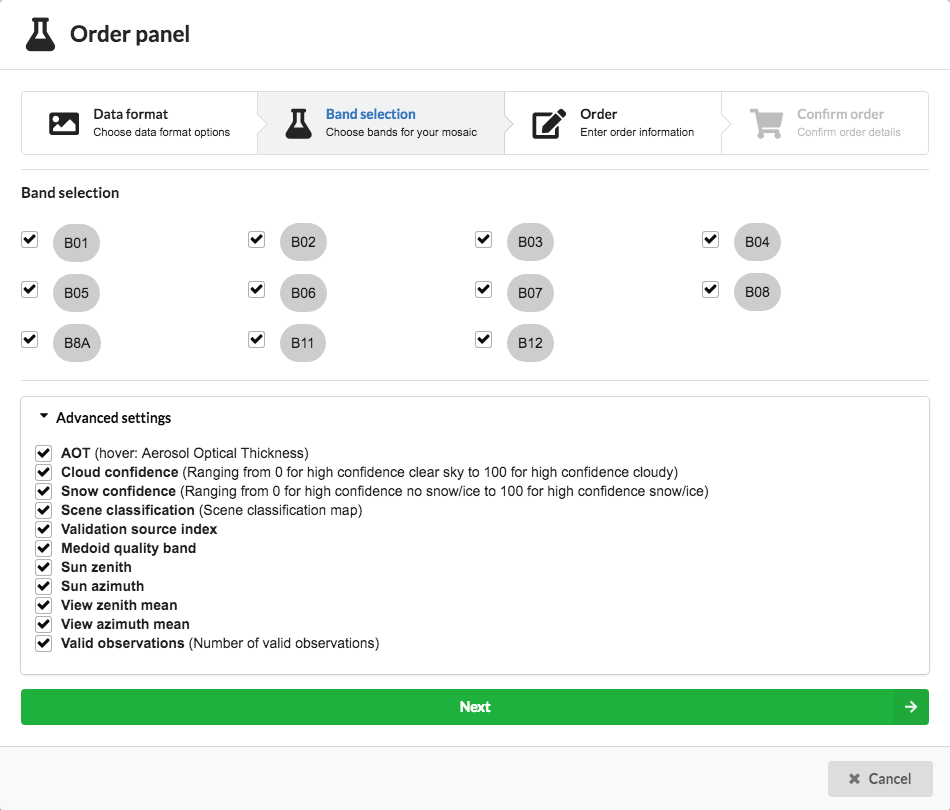 Order panel
Data format
Choose data format options
Band selection
Choose bands for your mosaic
Order
Enter order information
Confirm order
Confirm order details
Band selection
B01 B02 B03 B04
B05 B06 B07 B08
B8A B11 B12
Advanced settings
AOT (hover: Aerosol Optical Thickness)
Cloud confidence (Ranging from 0 for high confidence clear sky to 100 for high confidence cloudy)
Snow confidence (Ranging from 0 for high confidence no snow/ice to 100 for high confidence snow/ice)
Scene classification (Scene classification map)
Validation source index
Medoid quality band
Sun zenith
Sun azimuth
View zenith mean
View azimuth mean
Valid observations (Number of valid observations)
Next
Cancel